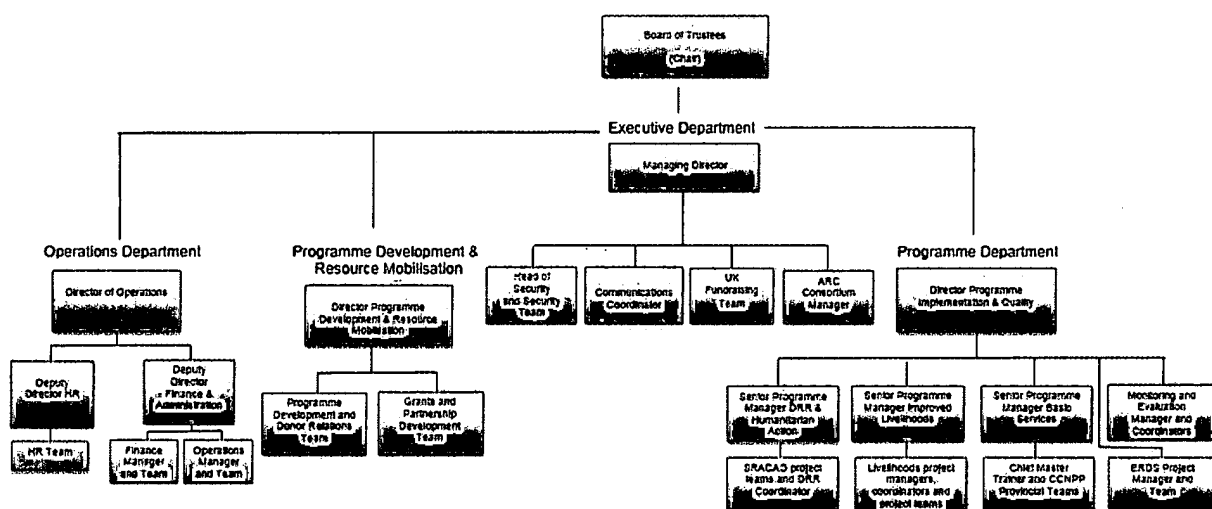 Board of Trustees
(Chair)
Executive Department
Managing Director
Operations Department
Programme Development &
Resource Mobilisation
Programme Department
Director of Operations
Director Programme
Development & Resource
Mobilisation
Head of
Security
and Security
Team
Communications
Coordinator
UK
Fundraising
Team
ARC
Consortium
Manager
Director Programme
Implementation & Quality
Deputy
Director HR
Deputy
Director
Finance &
Administration
HR Team
Finance
Manager
and Team
Operations
Manager
and Team
Programme
Development and
Donor Relations
Team
Grants and
Partnership
Development
Team
Senior Programme
Manager DRR &
Humanitarian
Action
Senior Programme
Manager Improved
Livelihoods
Senior Programme
Manager Basic
Services
Monitoring and
Evaluation Manager
and Coordinators
SRACAD project
teams and DRR
Coordinator
Livelihoods project
managers,
coordinators and
project teams
Chief Master
Trainer and CCNPP
Provincial Teams
ERDS Project
Manager and
Team